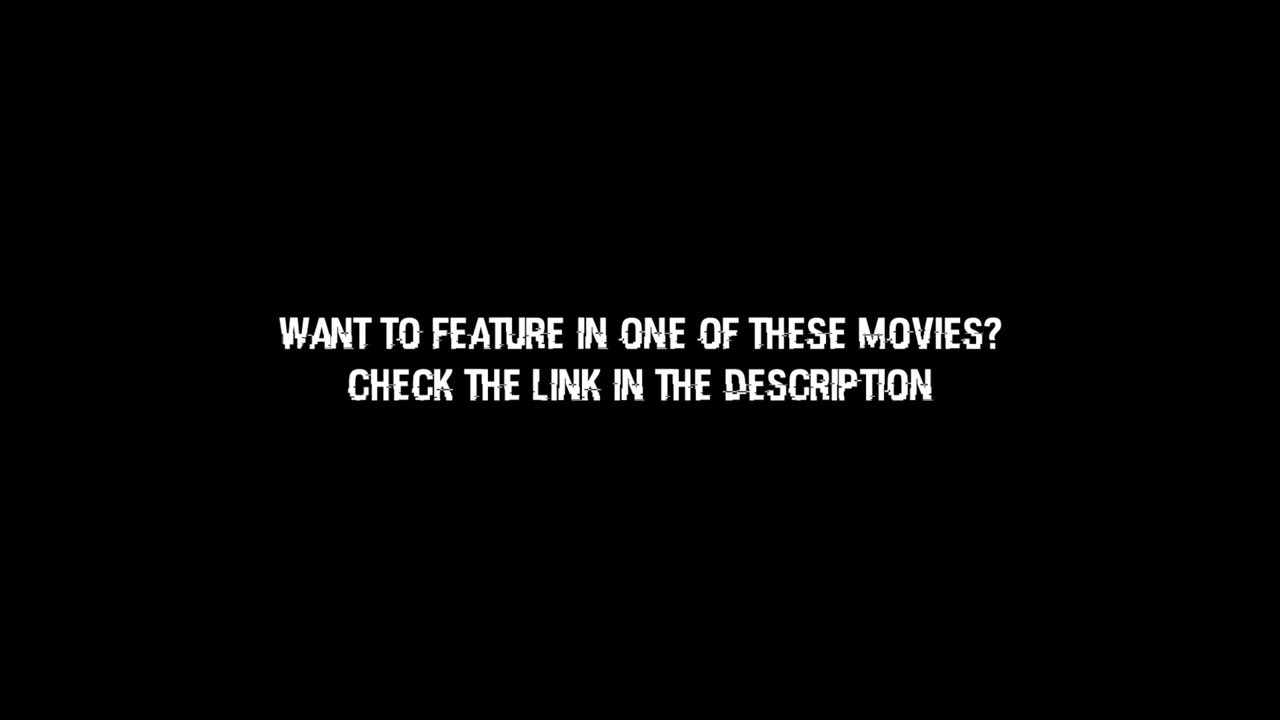 WANT TO FEATURE IN ONE OF THESE MOVIES?
CHECK THE LINK IN THE DESCRIPTION